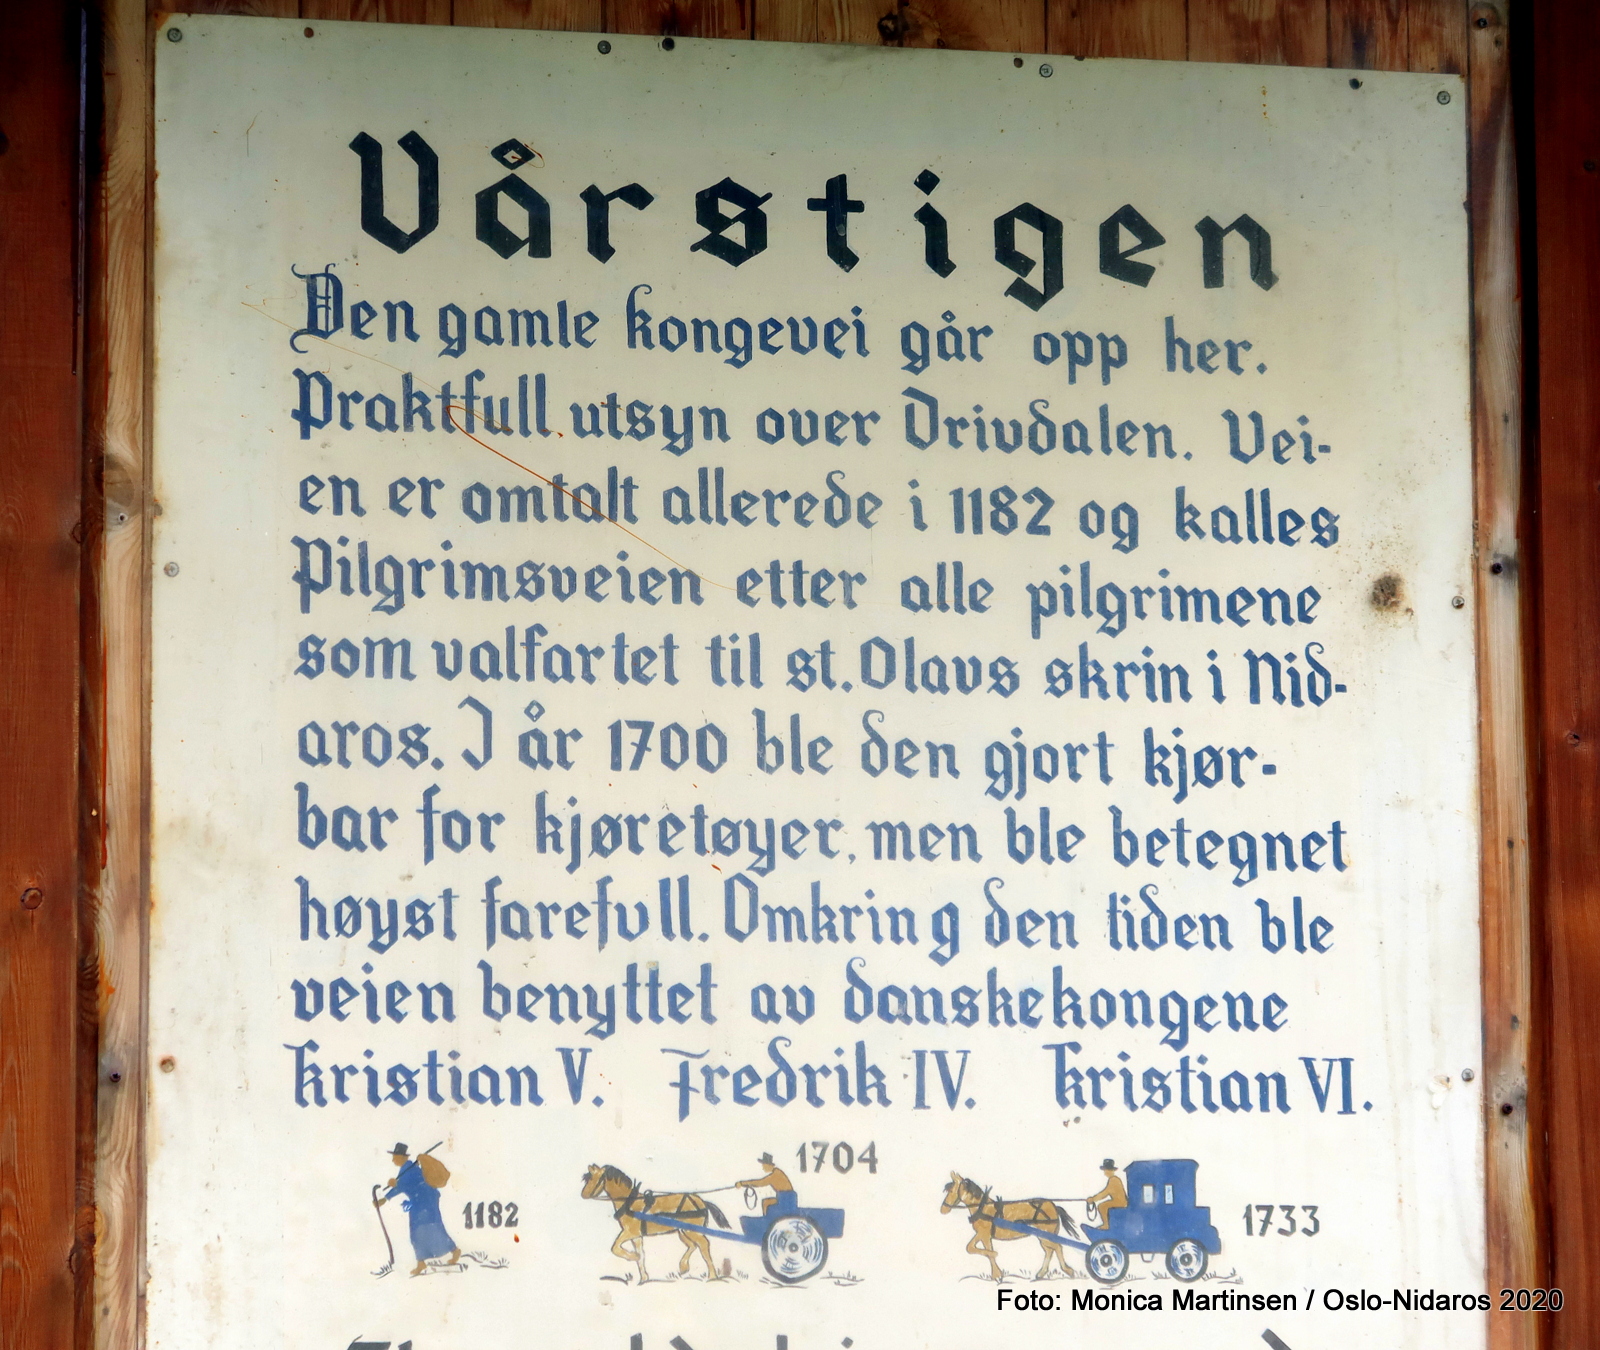 Vårstigen
Den gamle kongevei går opp her.
Praktfull utsyn over Drivdalen. Vei-
en er omtalt allerede i 1182 og kalles
Pilgrimsveien etter alle pilgrimene
som valfartet til st. Olavs skrin i Nid-
aros. I år 1700 ble den gjort kjør-
bar for kjøretøyer, men ble betegnet
høyst farefull. Omkring den tiden ble
veien benyttet av danskekongene
Kristian V. Fredrik IV. Kristian VI.
1182
1704
1733
Foto: Monica Martinsen / Oslo-Nidaros 2020